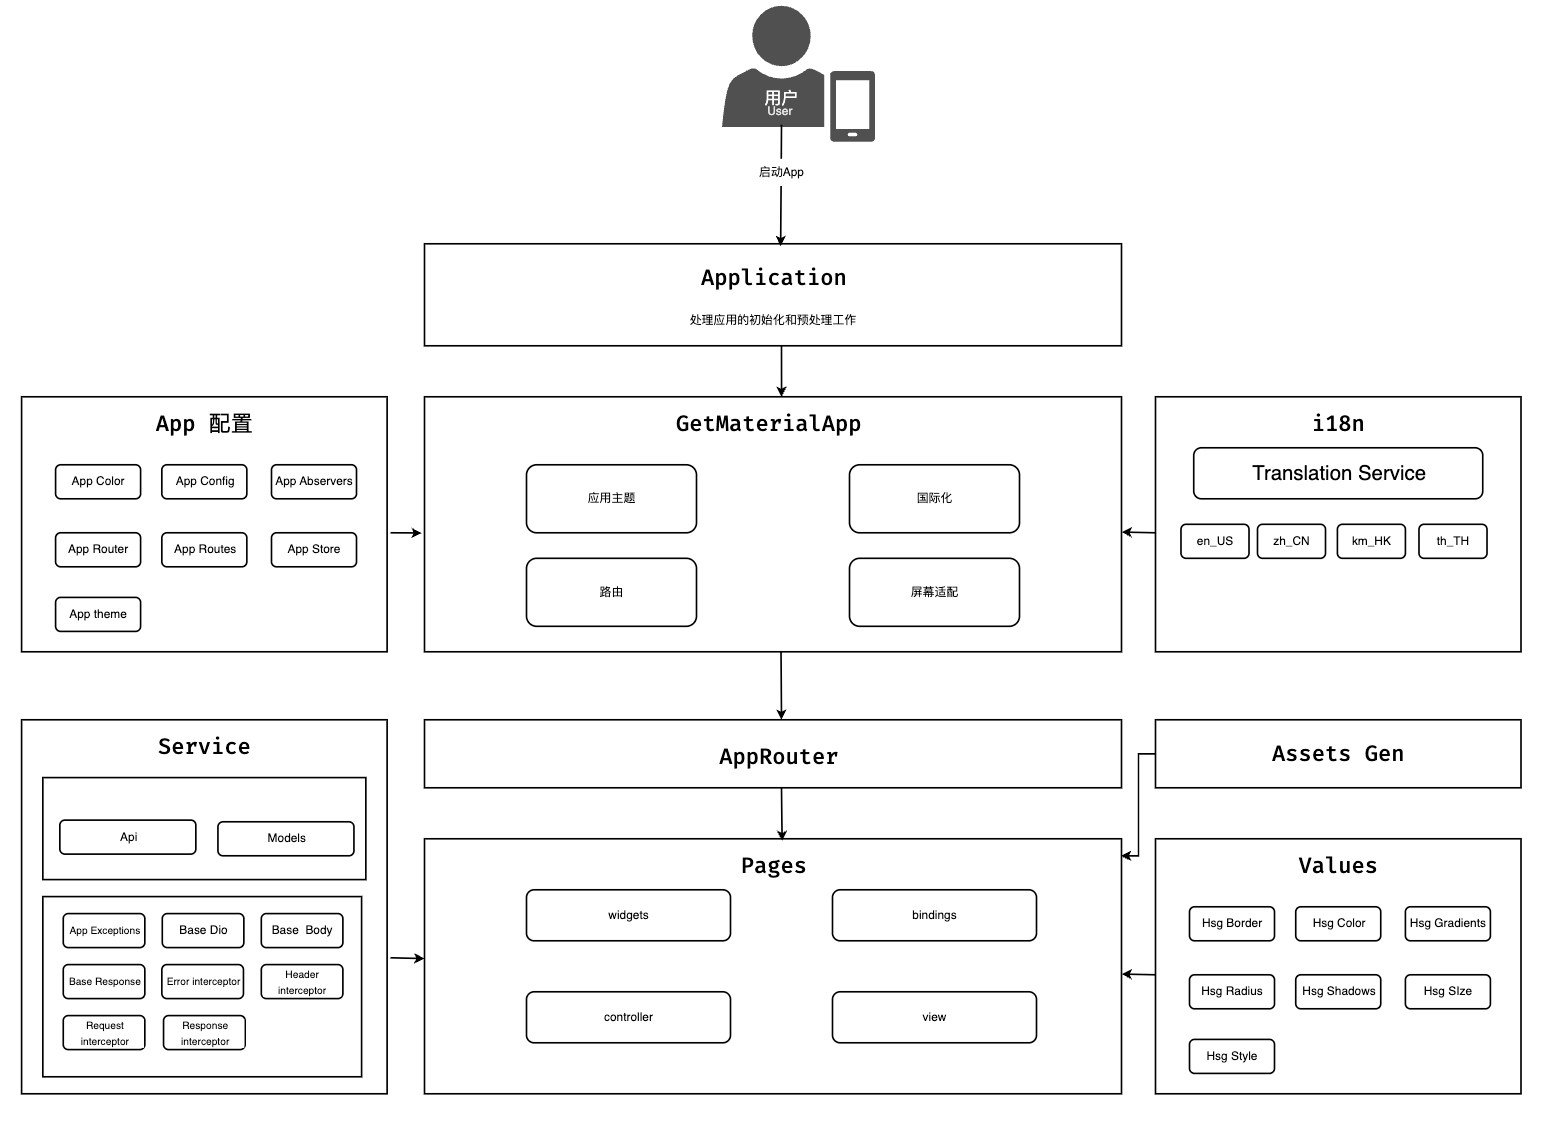 用户
User
启动App
Application
处理应用的初始化和预处理工作
App 配置
App Color
App Config
App Abservers
App Router
App Routes
App Store
App theme
GetMaterialApp
应用主题
国际化
路由
屏幕适配
i18n
Translation Service
en_US
zh_CN
km_HK
th_TH
Service
Api
Models
App Exceptions
Base Dio
Base Body
Base Response
Error interceptor
Header
interceptor
Request
interceptor
Response
interceptor
AppRouter
Assets Gen
Pages
widgets
bindings
controller
view
Values
Hsg Border
Hsg Color
Hsg Gradients
Hsg Radius
Hsg Shadows
Hsg SIze
Hsg Style